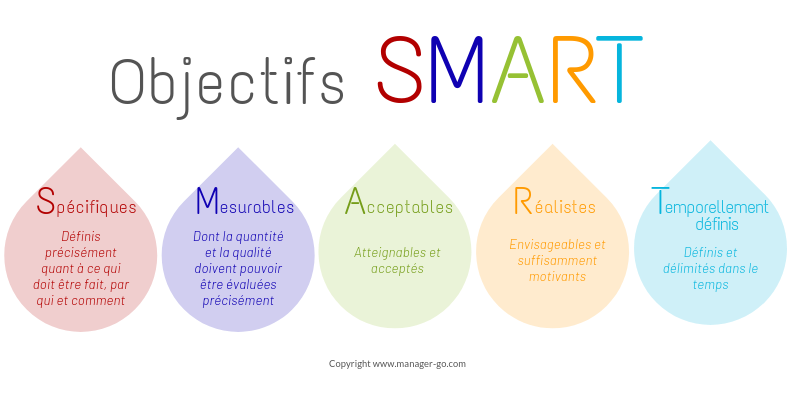 Objectifs SMART
Spécifiques
Définis
précisément
quant à ce qui
doit être fait, par
qui et comment
Mesurables
Dont la quantité
et la qualité
doivent pouvoir
être évaluées
précisément
Acceptables
Atteignables et
acceptés
Réalistes
Envisageables et
suffisamment
motivants
Temporellement
définis
Définis et
délimités dans le
temps
Copyright www.manager-go.com